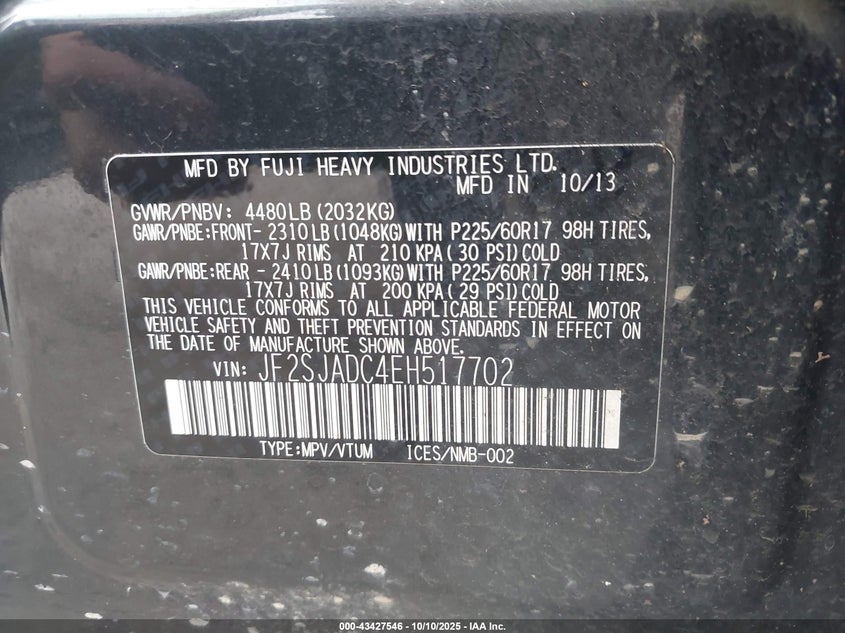 MFD BY FUJI HEAVY INDUSTRIES LTD.
MFD IN 10/13
GVWR/PNBV: 4480LB (2032KG)
GAWR/PNBE:FRONT- 2310LB (1048KG) WITH P225/60R17 98H TIRES,
17X7J RIMS AT 210 KPA ( 30 PSI) COLD
GAWR/PNBE:REAR - 2410LB (1093KG) WITH P225/60R17 98H TIRES,
17X7J RIMS AT 200 KPA ( 29 PSI) COLD
THIS VEHICLE CONFORMS TO ALL APPLICABLE FEDERAL MOTOR
VEHICLE SAFETY AND THEFT PREVENTION STANDARDS IN EFFECT ON
THE DATE OF MANUFACTURE SHOWN ABOVE.
VIN: JF2SJADC4EH517702
TYPE:MPV/VTUM ICES/NMB-002
000-43427546 - 10/10/2025 - IAA Inc.